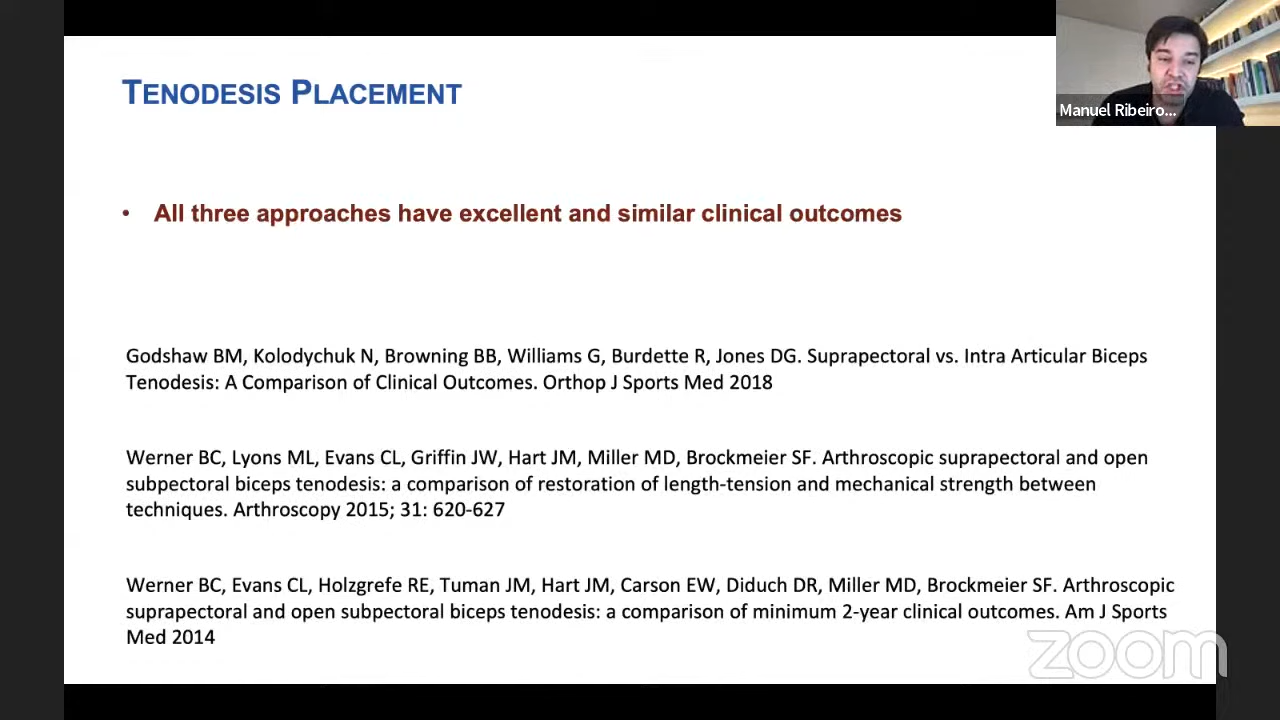 TENODESIS PLACEMENT
Manuel Ribeiro...
• All three approaches have excellent and similar clinical outcomes
Godshaw BM, Kolodychuk N, Browning BB, Williams G, Burdette R, Jones DG. Suprapectoral vs. Intra Articular Biceps
Tenodesis: A Comparison of Clinical Outcomes. Orthop J Sports Med 2018
Werner BC, Lyons ML, Evans CL, Griffin JW, Hart JM, Miller MD, Brockmeier SF. Arthroscopic suprapectoral and open
subpectoral biceps tenodesis: a comparison of restoration of length-tension and mechanical strength between
techniques. Arthroscopy 2015; 31: 620-627
Werner BC, Evans CL, Holzgrefe RE, Tuman JM, Hart JM, Carson EW, Diduch DR, Miller MD, Brockmeier SF. Arthroscopic
suprapectoral and open subpectoral biceps tenodesis: a comparison of minimum 2-year clinical outcomes. Am J Sports
Med 2014
zoom